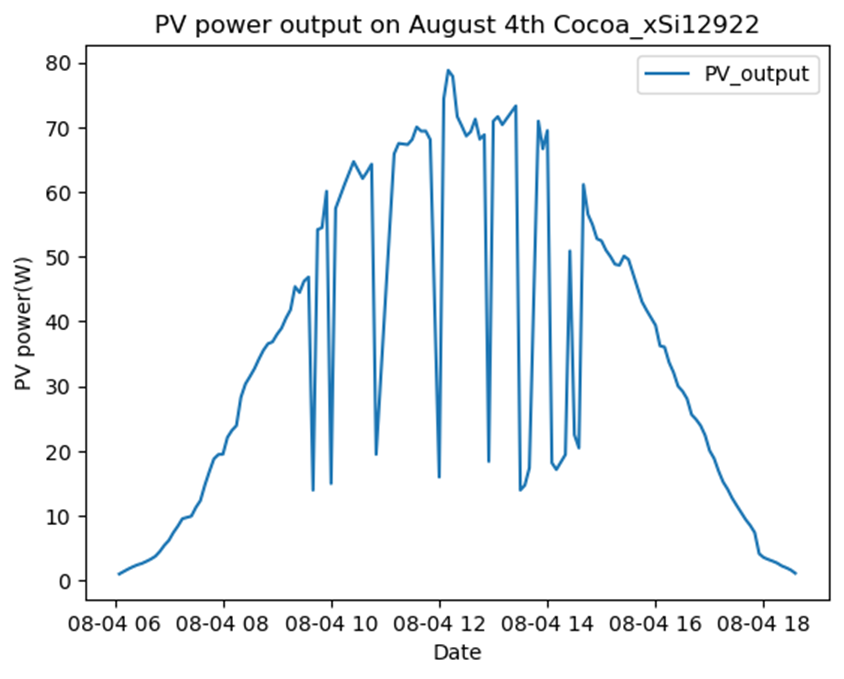 PV power output on August 4th Cocoa_xSi12922
PV_output
80
70
60
50
40
30
20
10
0
PV power(W)
08-04 06 08-04 08 08-04 10 08-04 12 08-04 14 08-04 16 08-04 18
Date